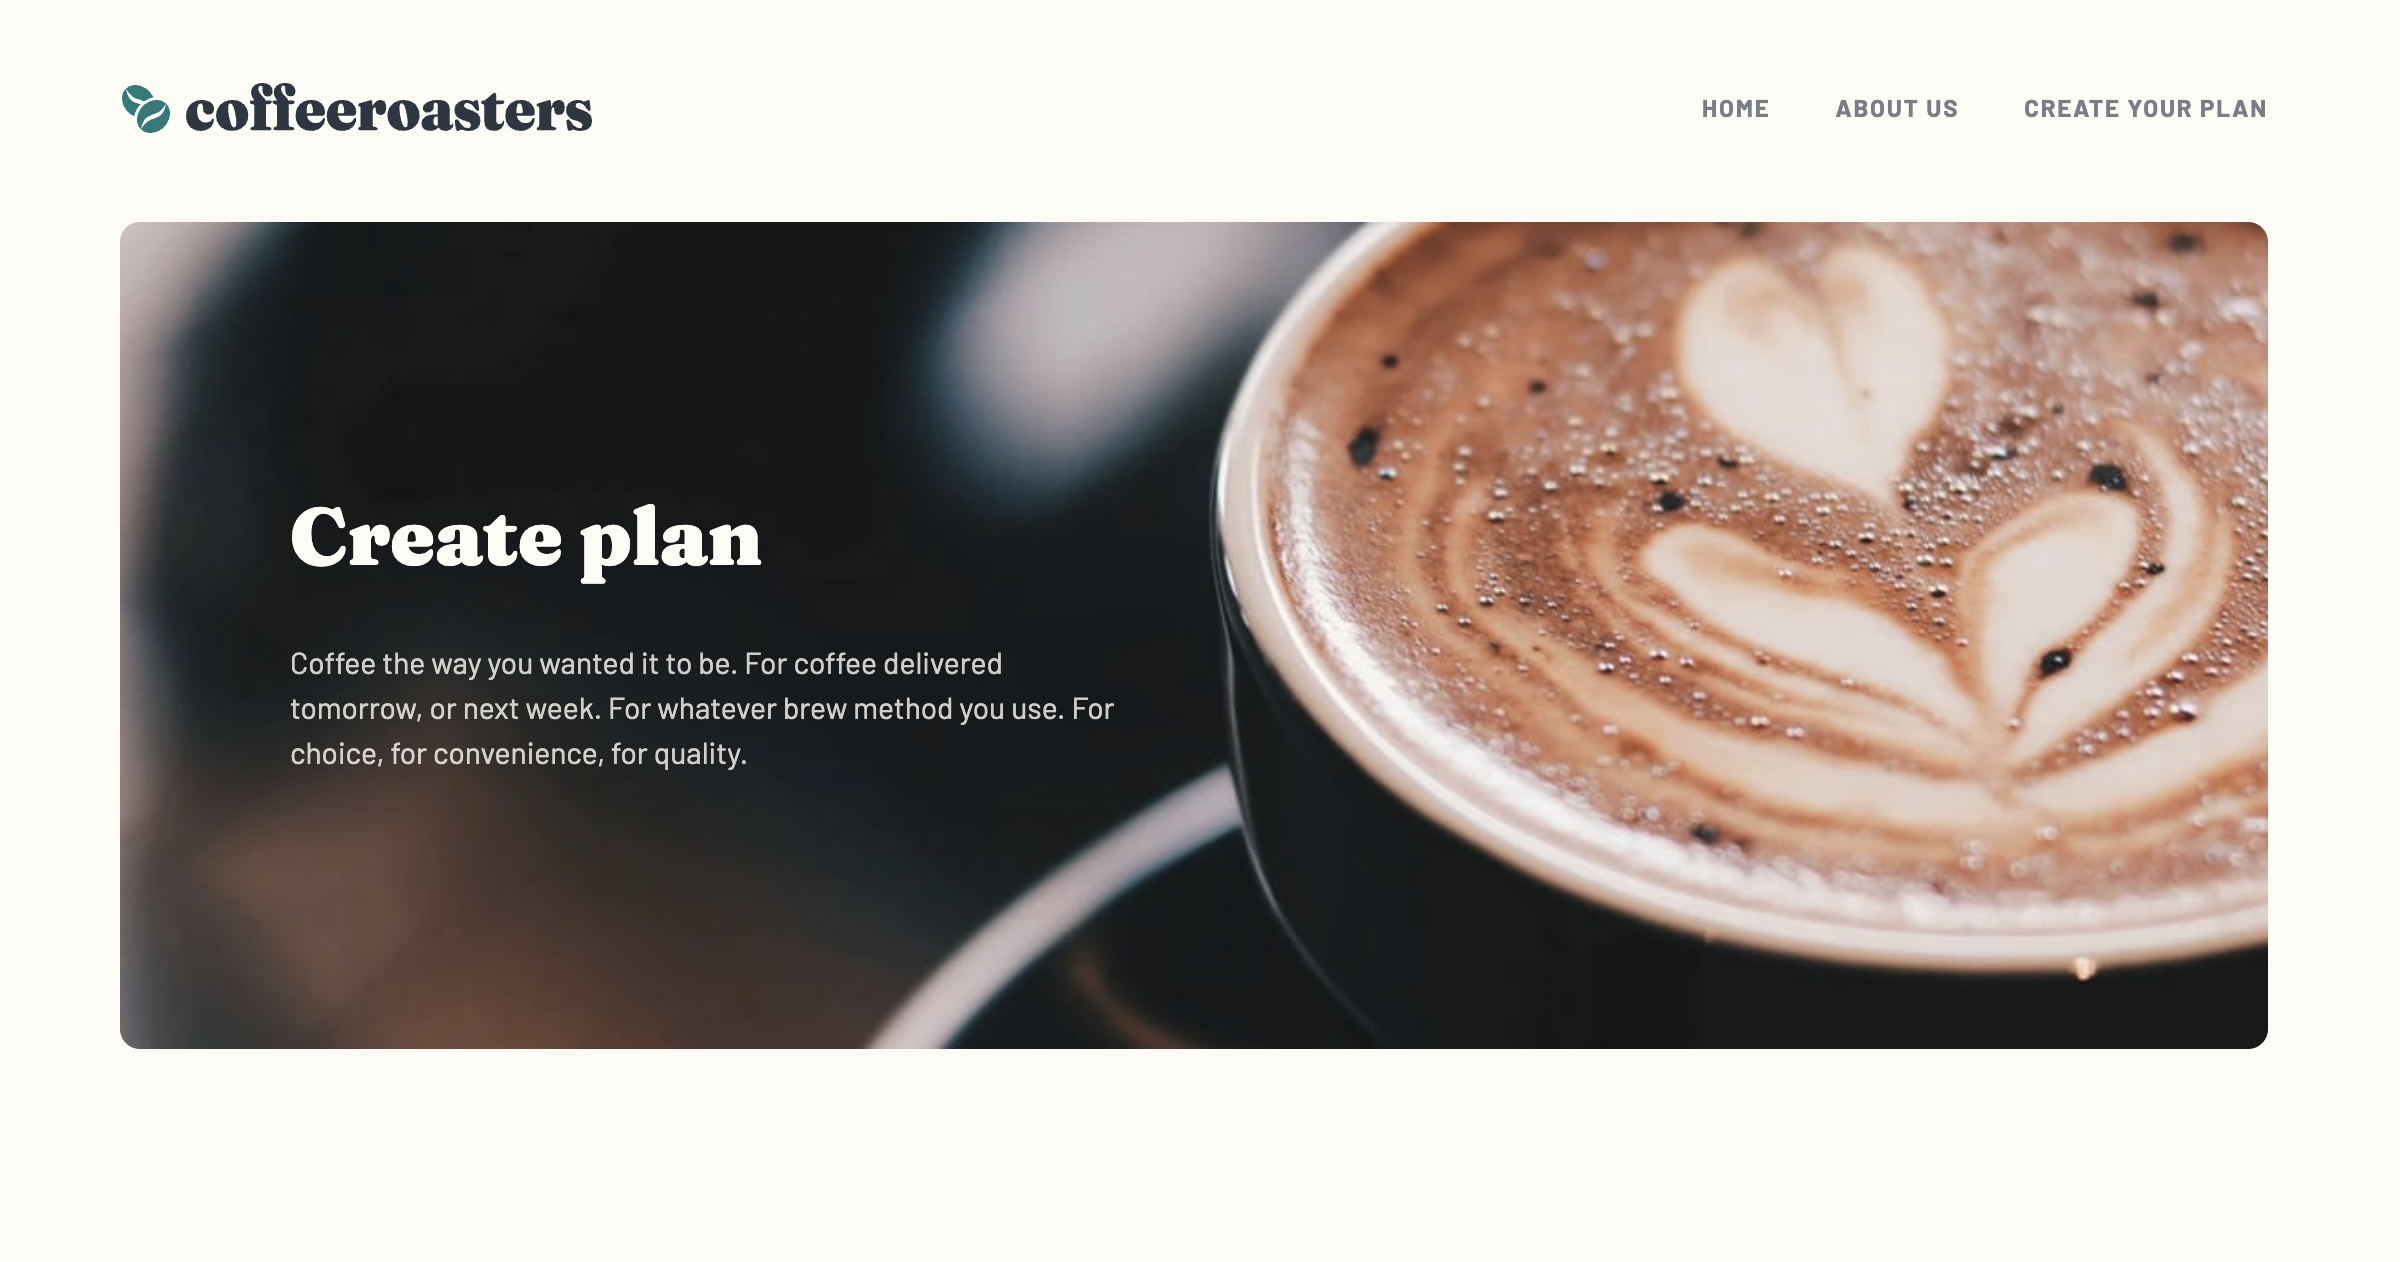 coffeeroasters
HOME
ABOUT US
CREATE YOUR PLAN
Create plan
Coffee the way you wanted it to be. For coffee delivered
tomorrow, or next week. For whatever brew method you use. For
choice, for convenience, for quality.